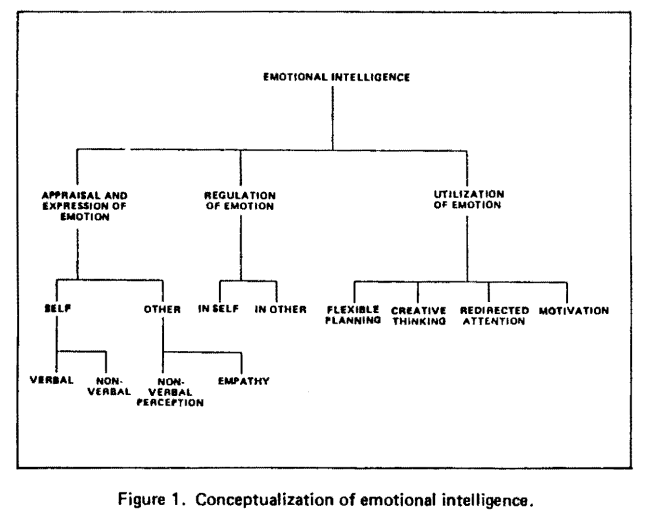 EMOTIONAL INTELLIGENCE
APPRAISAL AND
EXPRESSION OF
EMOTION
REGULATION
OF EMOTION
UTILIZATION
OF EMOTION
SELF
OTHER
IN SELF
IN OTHER
FLEXIBLE
PLANNING
CREATIVE
THINKING
REDIRECTED
ATTENTION
MOTIVATION
VERBAL
NON-
VERBAL
NON-
VERBAL
PERCEPTION
EMPATHY
Figure 1. Conceptualization of emotional intelligence.